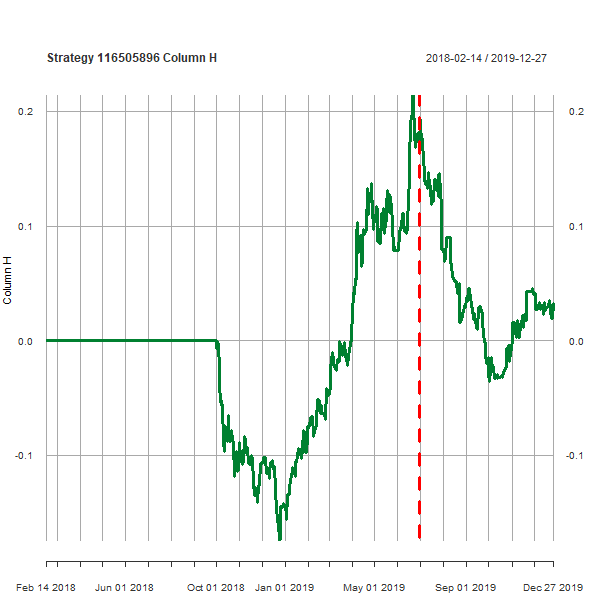 Strategy 116505896 Column H
2018-02-14 / 2019-12-27
0.2 0.2
0.1 0.1
Column H
0.0 0.0
-0.1 -0.1
Feb 14 2018 Jun 01 2018 Oct 01 2018 Jan 01 2019 May 01 2019 Sep 01 2019 Dec 27 2019